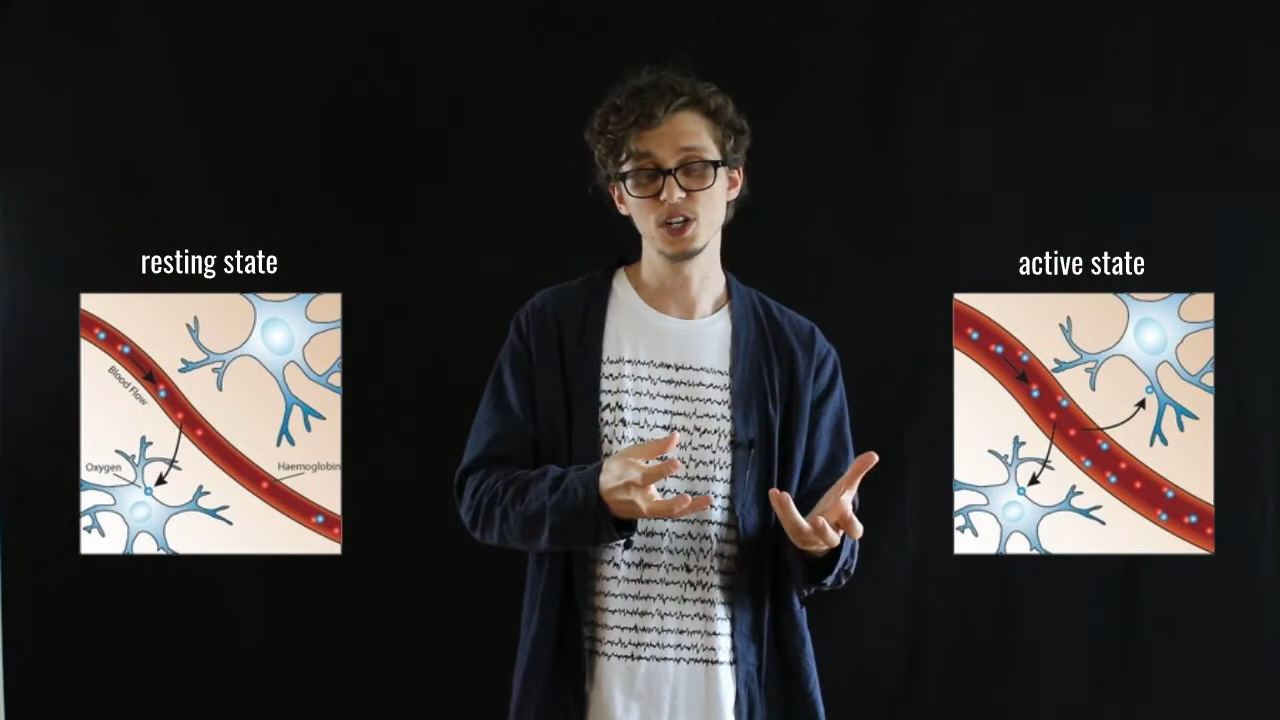 resting state
active state
Blood Flow
Oxygen
Haemoglobin